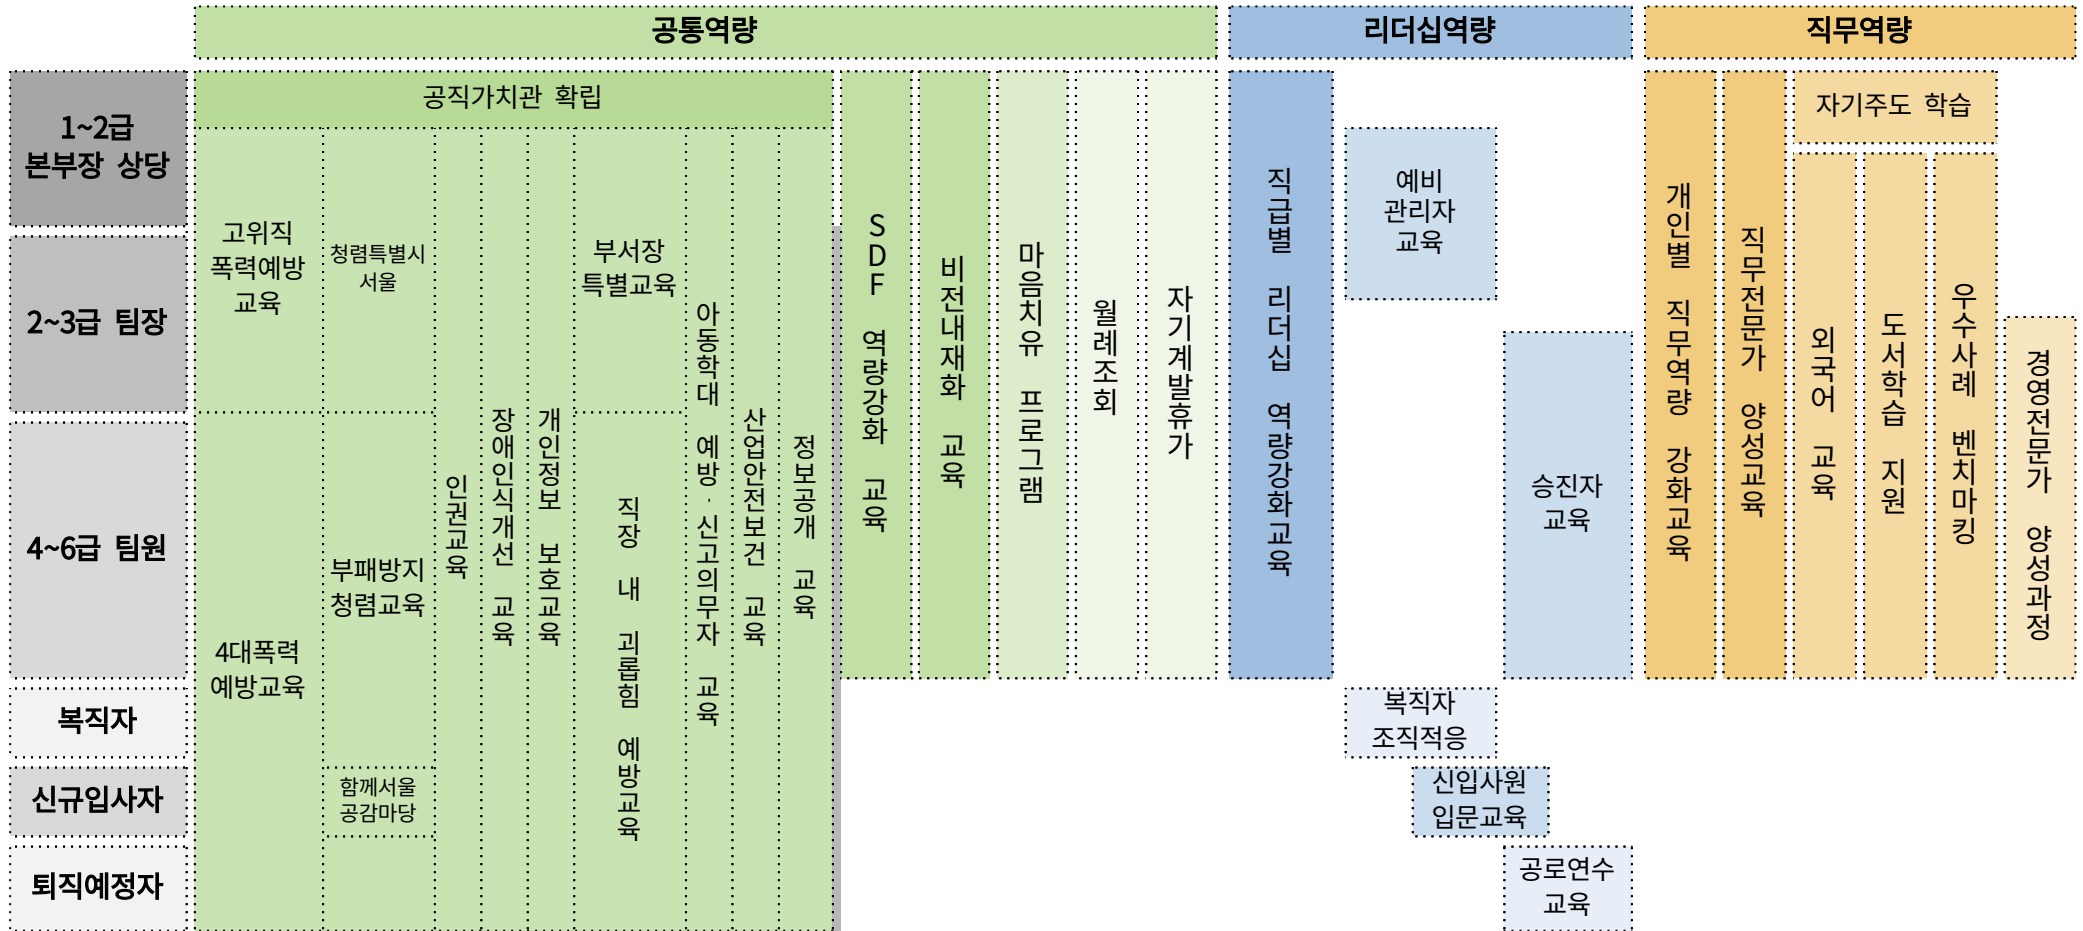 공통역량
리더십역량
직무역량
1~2급
본부장 상당
2~3급 팀장
4~6급 팀원
복직자
신규입사자
퇴직예정자
공직가치관 확립
고위직
폭력예방
교육
4대폭력
예방교육
청렴특별시
서울
부패방지
청렴교육
함께서울
공감마당
인권교육
장애인식개선 교육
개인정보 보호교육
부서장
특별교육
직장 내 괴롭힘 예방교육
아동학대 예방·신고의무자 교육
산업안전보건 교육
정보공개 교육
SDF 역량강화 교육
비전내재화 교육
마음치유 프로그램
월례조회
자기계발휴가
직급별 리더십 역량강화교육
예비
관리자
교육
승진자
교육
복직자
조직적응
신입사원
입문교육
공로연수
교육
개인별 직무역량 강화교육
직무전문가 양성교육
자기주도 학습
외국어 교육
도서학습 지원
우수사례 벤치마킹
경영전문가 양성과정